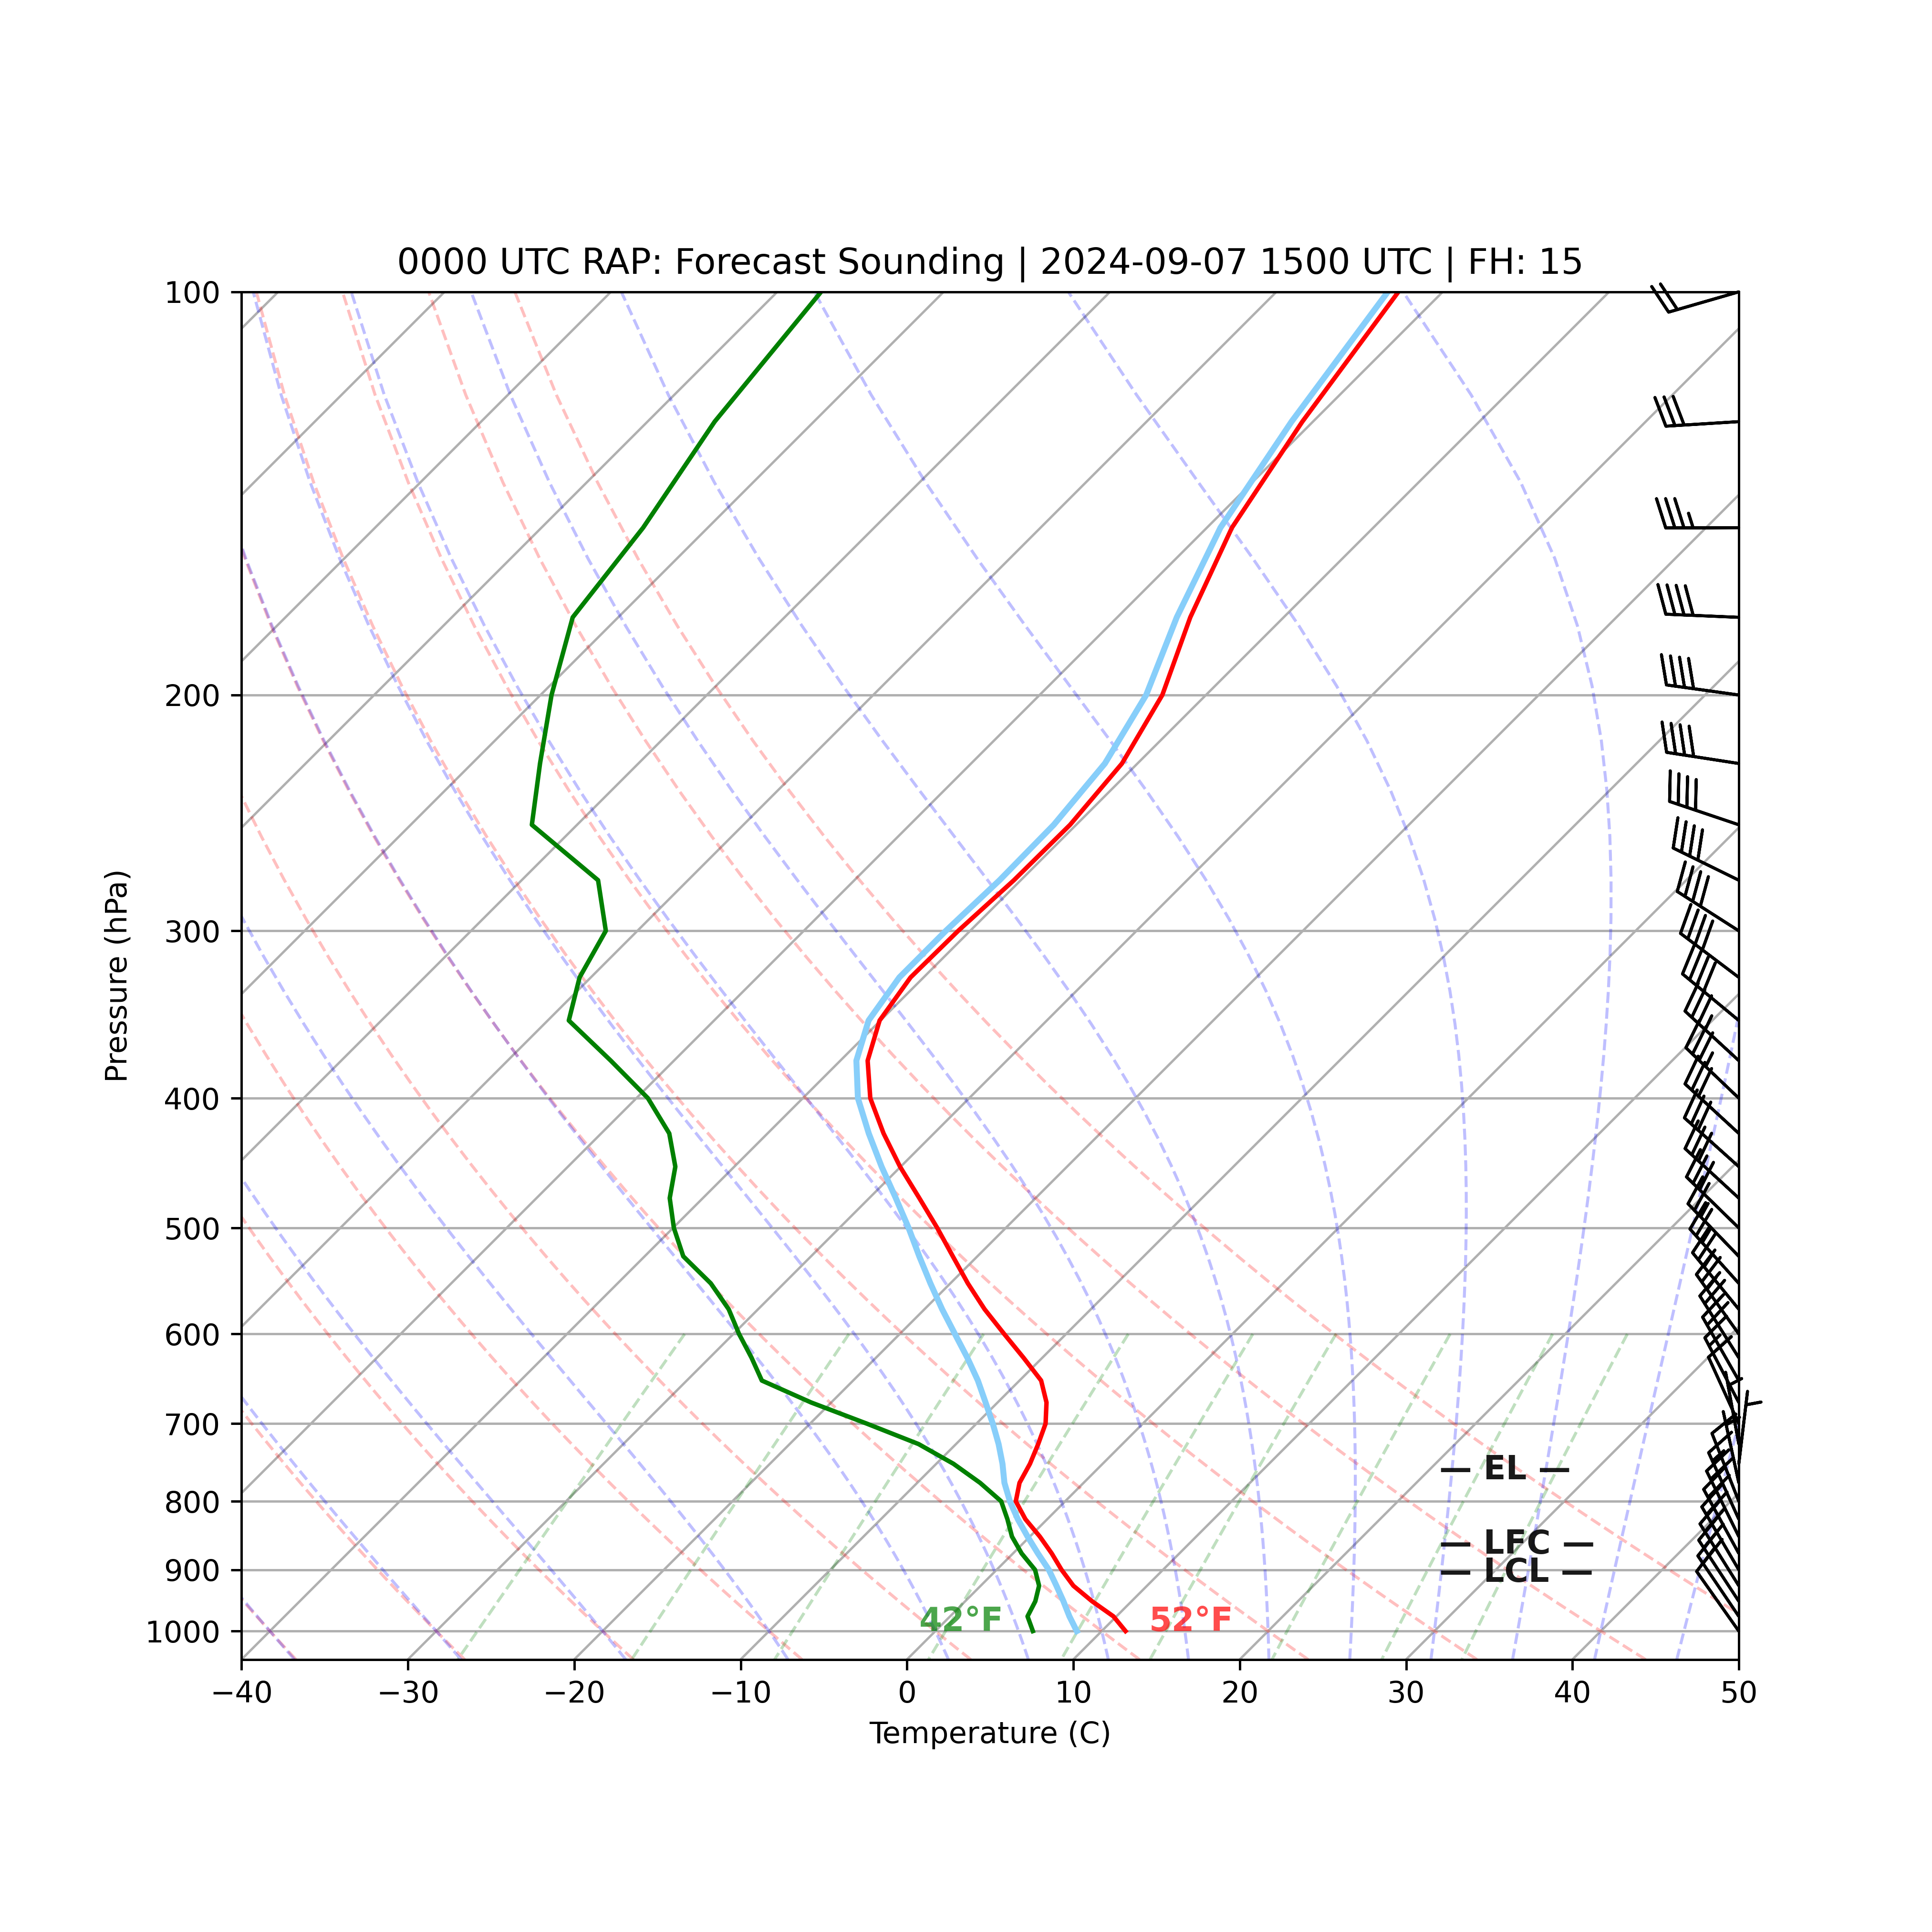 0000 UTC RAP: Forecast Sounding | 2024-09-07 1500 UTC | FH: 15
100
200
300
400
500
600
700
800
900
1000
Pressure (hPa)
— EL —
— LFC —
— LCL —
42°F
52°F
−40
−30
−20
−10
0
10
20
30
40
50
Temperature (C)